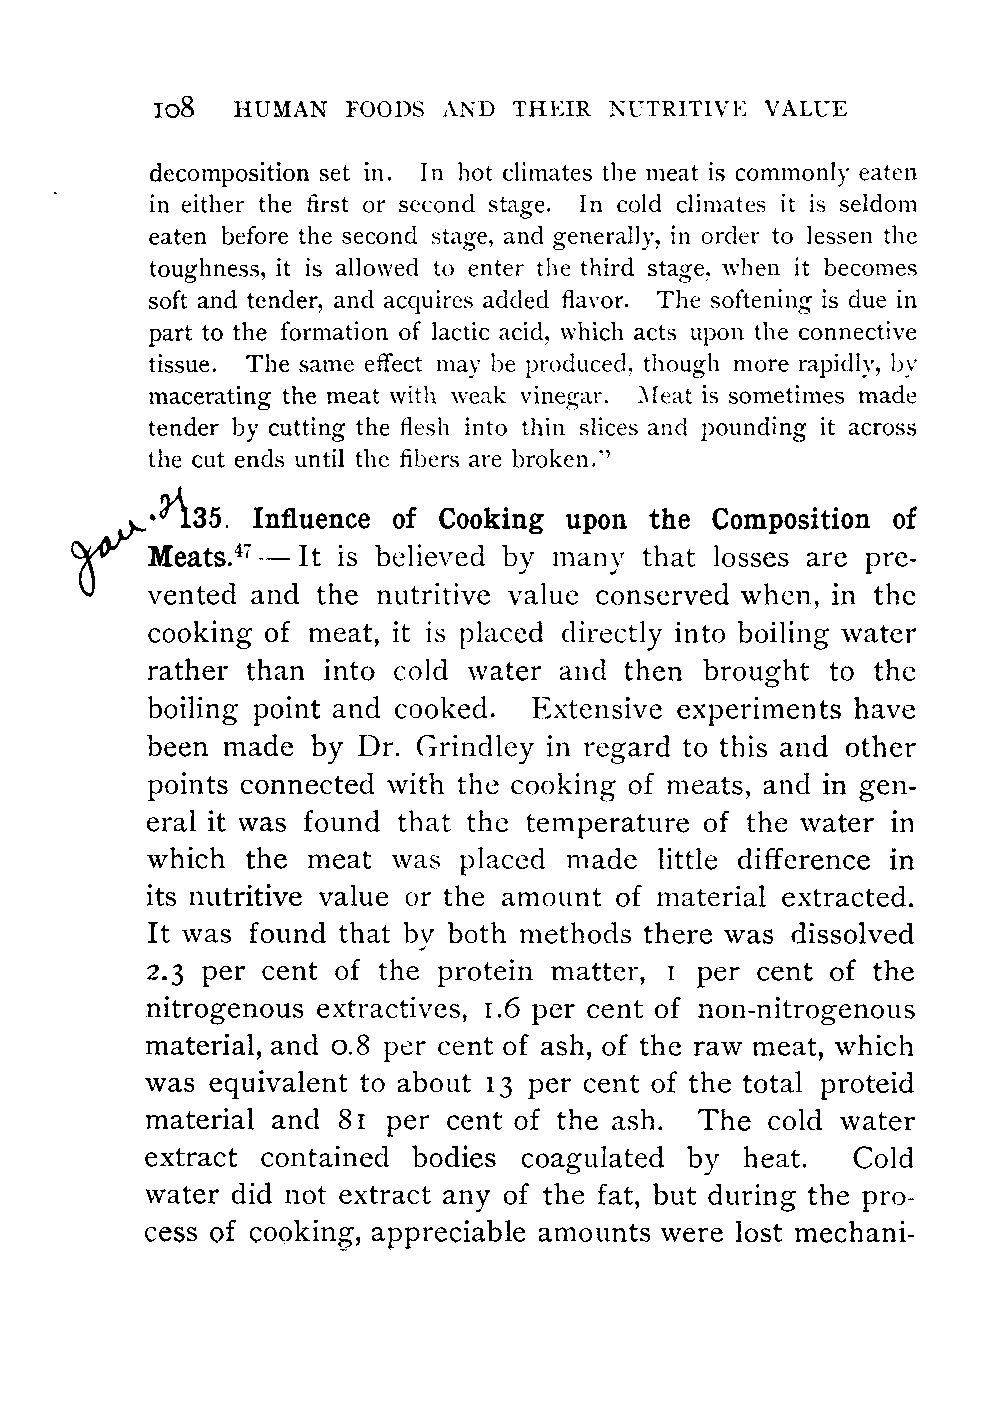 108 HUMAN FOODS AND THEIR NUTRITIVE VALUE
decomposition set in. In hot climates the meat is commonly eaten
in either the first or second stage. In cold climates it is seldom
eaten before the second stage, and generally, in order to lessen the
toughness, it is allowed to enter the third stage, when it becomes
soft and tender, and acquires added flavor. The softening is due in
part to the formation of lactic acid, which acts upon the connective
tissue. The same effect may be produced, though more rapidly, by
macerating the meat with weak vinegar. Meat is sometimes made
tender by cutting the flesh into thin slices and pounding it across
the cut ends until the fibers are broken."
Jan.
135. Influence of Cooking upon the Composition of
Meats.47 — It is believed by many that losses are pre-
vented and the nutritive value conserved when, in the
cooking of meat, it is placed directly into boiling water
rather than into cold water and then brought to the
boiling point and cooked. Extensive experiments have
been made by Dr. Grindley in regard to this and other
points connected with the cooking of meats, and in gen-
eral it was found that the temperature of the water in
which the meat was placed made little difference in
its nutritive value or the amount of material extracted.
It was found that by both methods there was dissolved
2.3 per cent of the protein matter, 1 per cent of the
nitrogenous extractives, 1.6 per cent of non-nitrogenous
material, and 0.8 per cent of ash, of the raw meat, which
was equivalent to about 13 per cent of the total proteid
material and 81 per cent of the ash. The cold water
extract contained bodies coagulated by heat. Cold
water did not extract any of the fat, but during the pro-
cess of cooking, appreciable amounts were lost mechani-